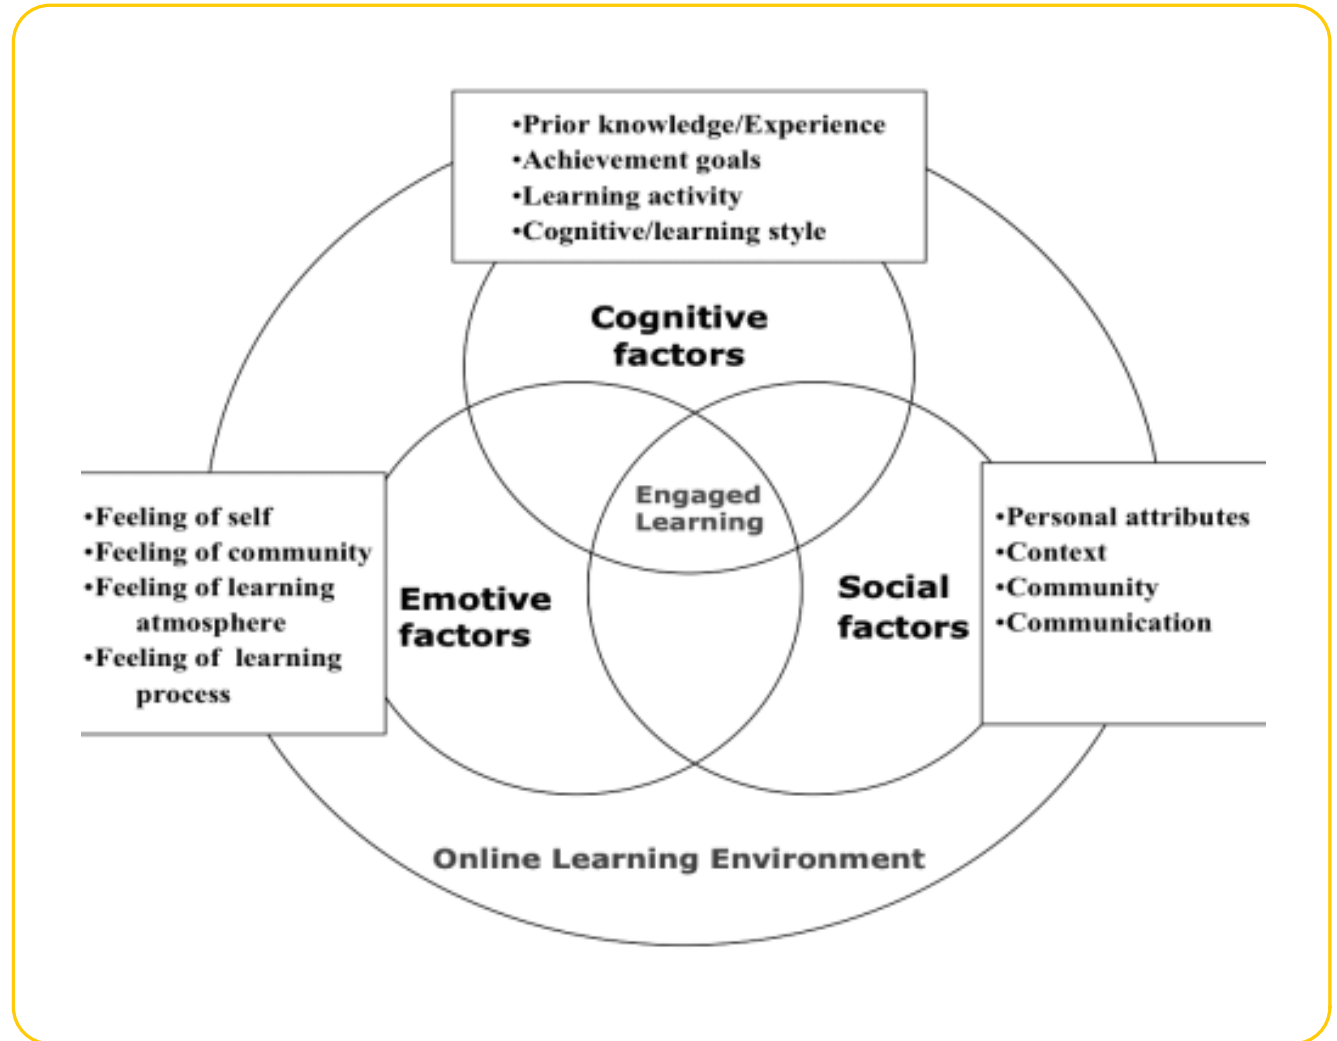 •Prior knowledge/Experience
•Achievement goals
•Learning activity
•Cognitive/learning style
Cognitive
factors
Engaged
Learning
•Feeling of self
•Feeling of community
•Feeling of learning
atmosphere
•Feeling of learning
process
Emotive
factors
Social
factors
•Personal attributes
•Context
•Community
•Communication
Online Learning Environment